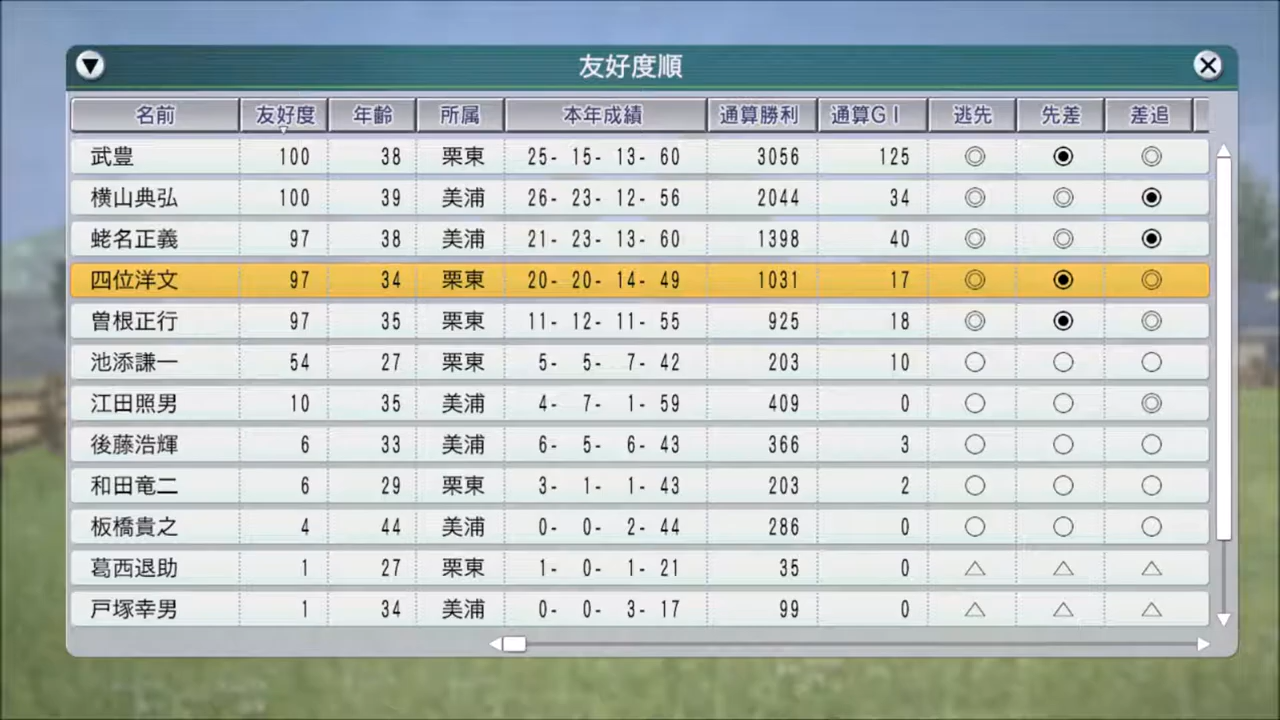 友好度順
名前 友好度 年齢 所属 本年成績 通算勝利 通算GⅠ 逃先 先差 差追
武豊 100 38 栗東 25- 15- 13- 60 3056 125 ◎ ◉ ◎
横山典弘 100 39 美浦 26- 23- 12- 56 2044 34 ◎ ◎ ◉
蛯名正義 97 38 美浦 21- 23- 13- 60 1398 40 ◎ ◎ ◉
四位洋文 97 34 栗東 20- 20- 14- 49 1031 17 ◎ ◉ ◎
曽根正行 97 35 栗東 11- 12- 11- 55 925 18 ◎ ◉ ◎
池添謙一 54 27 栗東 5- 5- 7- 42 203 10 ○ ○ ○
江田照男 10 35 美浦 4- 7- 1- 59 409 0 ○ ○ ◎
後藤浩輝 6 33 美浦 6- 5- 6- 43 366 3 ○ ○ ○
和田竜二 6 29 栗東 3- 1- 1- 43 203 2 ○ ○ ○
板橋貴之 4 44 美浦 0- 0- 2- 44 286 0 ○ ○ ○
葛西退助 1 27 栗東 1- 0- 1- 21 35 0 △ △ △
戸塚幸男 1 34 美浦 0- 0- 3- 17 99 0 △ △ △